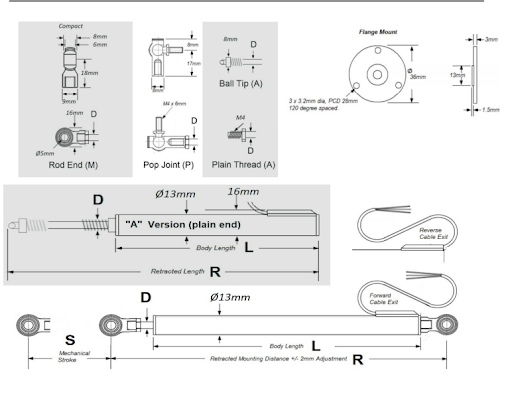 Compact
8mm
6mm
18mm
9mm
16mm
D
Ø5mm
Rod End (M)
8mm
17mm
8mm
M4 x 6mm
D
Pop Joint (P)
8mm
D
Ball Tip (A)
M4
D
Plain Thread (A)
Flange Mount
3mm
Ø
36mm
13mm
1.5mm
3 x 3.2mm dia, PCD 28mm
120 degree spaced
D
Ø13mm
16mm
"A" Version (plain end)
Body Length L
Retracted Length R
Reverse
Cable Exit
Forward
Cable Exit
D
Ø13mm
S
Mechanical
Stroke
Body Length L
Retracted Mounting Distance +/- 2mm Adjustment R